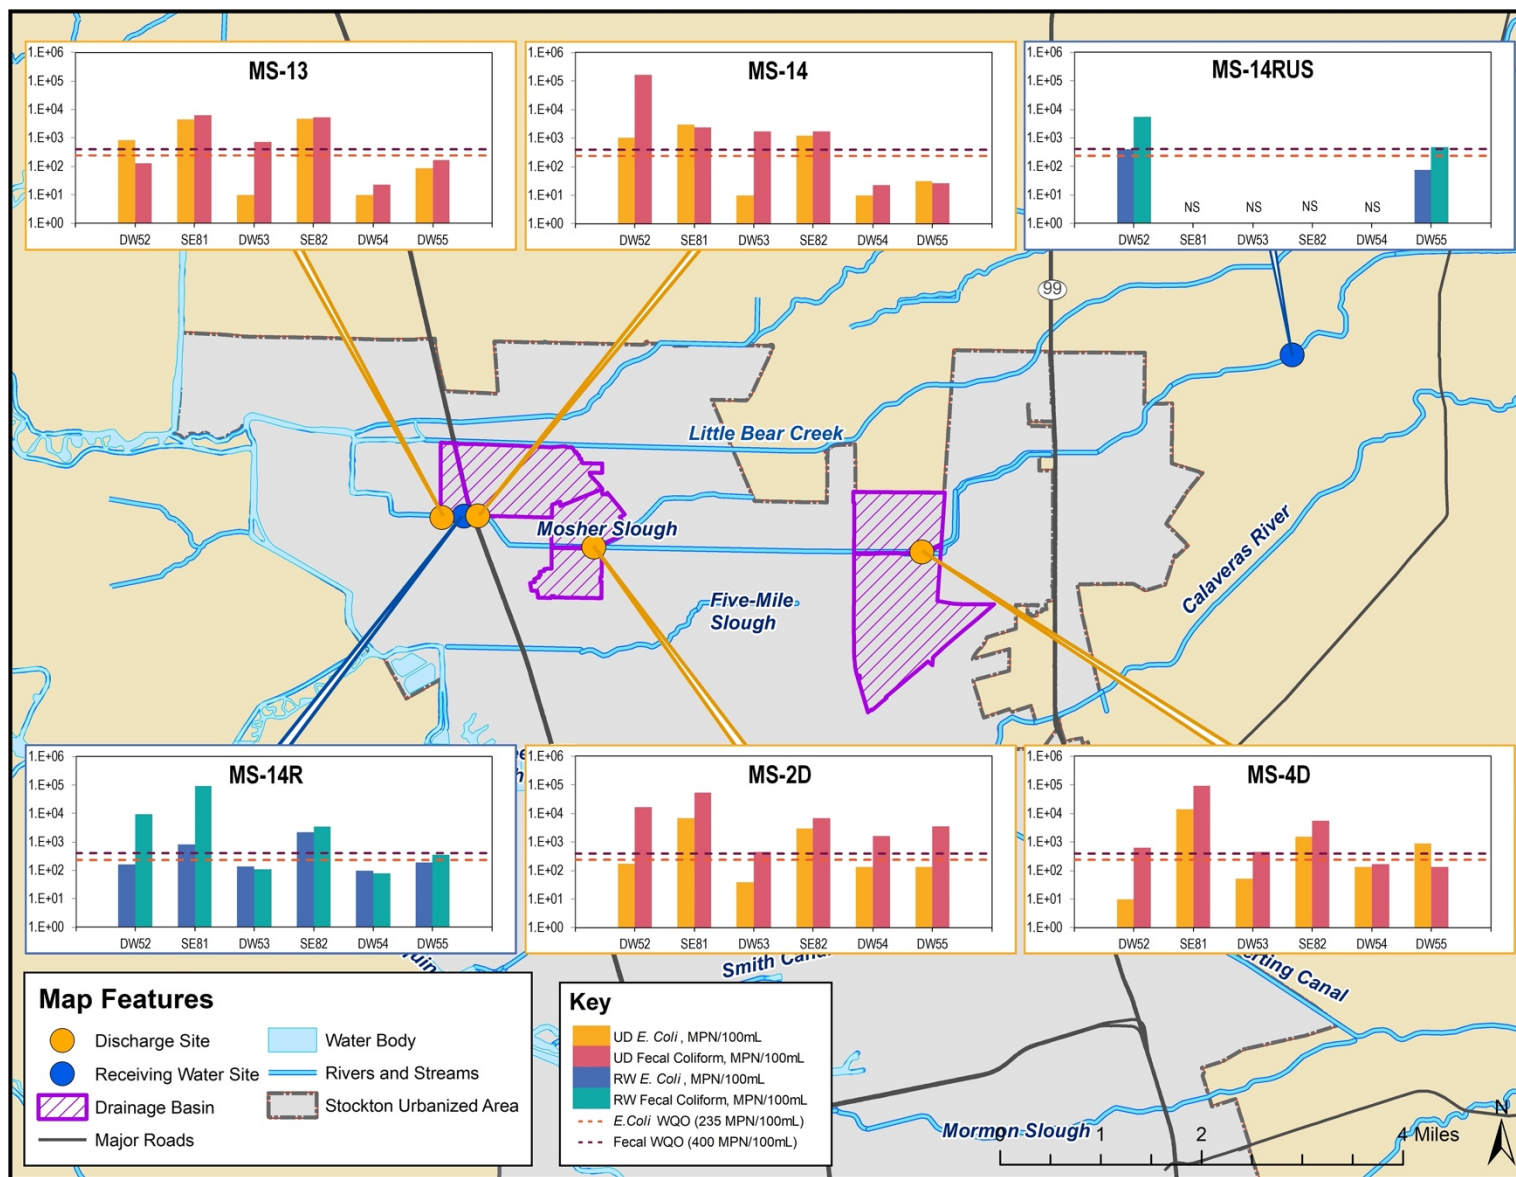 MS-13
1.E+06
1.E+05
1.E+04
1.E+03
1.E+02
1.E+01
1.E+00
DW52 SE81 DW53 SE82 DW54 DW55
MS-14
1.E+06
1.E+05
1.E+04
1.E+03
1.E+02
1.E+01
1.E+00
DW52 SE81 DW53 SE82 DW54 DW55
MS-14RUS
1.E+06
1.E+05
1.E+04
1.E+03
1.E+02
1.E+01
1.E+00
NS NS NS NS
DW52 SE81 DW53 SE82 DW54 DW55
99
Little Bear Creek
Mosher Slough
Five-Mile
Slough
Calaveras River
MS-14R
1.E+06
1.E+05
1.E+04
1.E+03
1.E+02
1.E+01
1.E+00
DW52 SE81 DW53 SE82 DW54 DW55
MS-2D
1.E+06
1.E+05
1.E+04
1.E+03
1.E+02
1.E+01
1.E+00
DW52 SE81 DW53 SE82 DW54 DW55
MS-4D
1.E+06
1.E+05
1.E+04
1.E+03
1.E+02
1.E+01
1.E+00
DW52 SE81 DW53 SE82 DW54 DW55
Smith Canal
erting Canal
Map Features
Discharge Site
Receiving Water Site
Drainage Basin
Major Roads
Water Body
Rivers and Streams
Stockton Urbanized Area
Key
UD E. Coli , MPN/100mL
UD Fecal Coliform, MPN/100mL
RW E. Coli , MPN/100mL
RW Fecal Coliform, MPN/100mL
E.Coli WQO (235 MPN/100mL)
Fecal WQO (400 MPN/100mL)
Mormon Slough
0 1 2 4 Miles
N